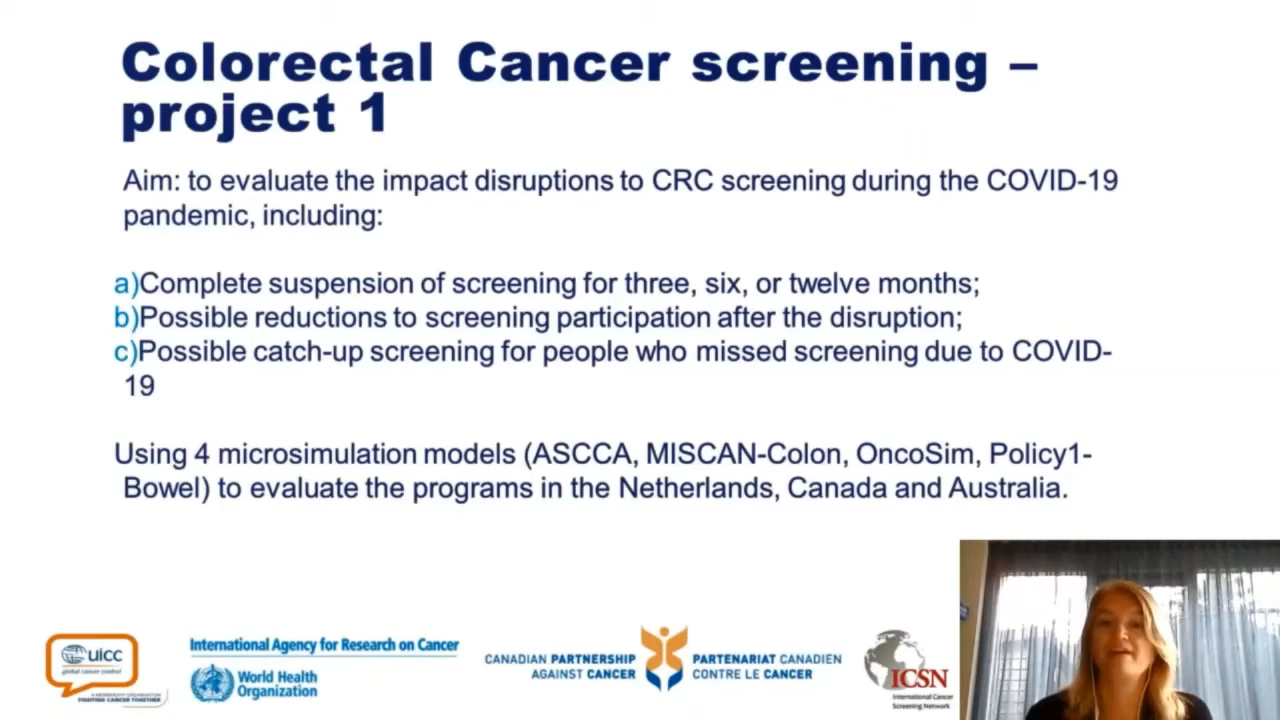 Colorectal Cancer screening –
project 1
Aim: to evaluate the impact disruptions to CRC screening during the COVID-19
pandemic, including:
a)Complete suspension of screening for three, six, or twelve months;
b)Possible reductions to screening participation after the disruption;
c)Possible catch-up screening for people who missed screening due to COVID-
19
Using 4 microsimulation models (ASCCA, MISCAN-Colon, OncoSim, Policy1-
Bowel) to evaluate the programs in the Netherlands, Canada and Australia.
UICC
global cancer control
A MEMBERSHIP ORGANISATION
FIGHTING CANCER TOGETHER
International Agency for Research on Cancer
World Health
Organization
CANADIAN PARTNERSHIP
AGAINST CANCER
PARTENARIAT CANADIEN
CONTRE LE CANCER
ICSN
International Cancer
Screening Network